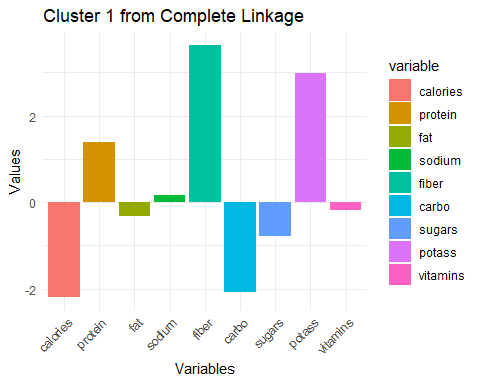 Cluster 1 from Complete Linkage
Values
2
0
-2
calories
protein
fat
sodium
fiber
carbo
sugars
potass
vitamins
Variables
variable
calories
protein
fat
sodium
fiber
carbo
sugars
potass
vitamins